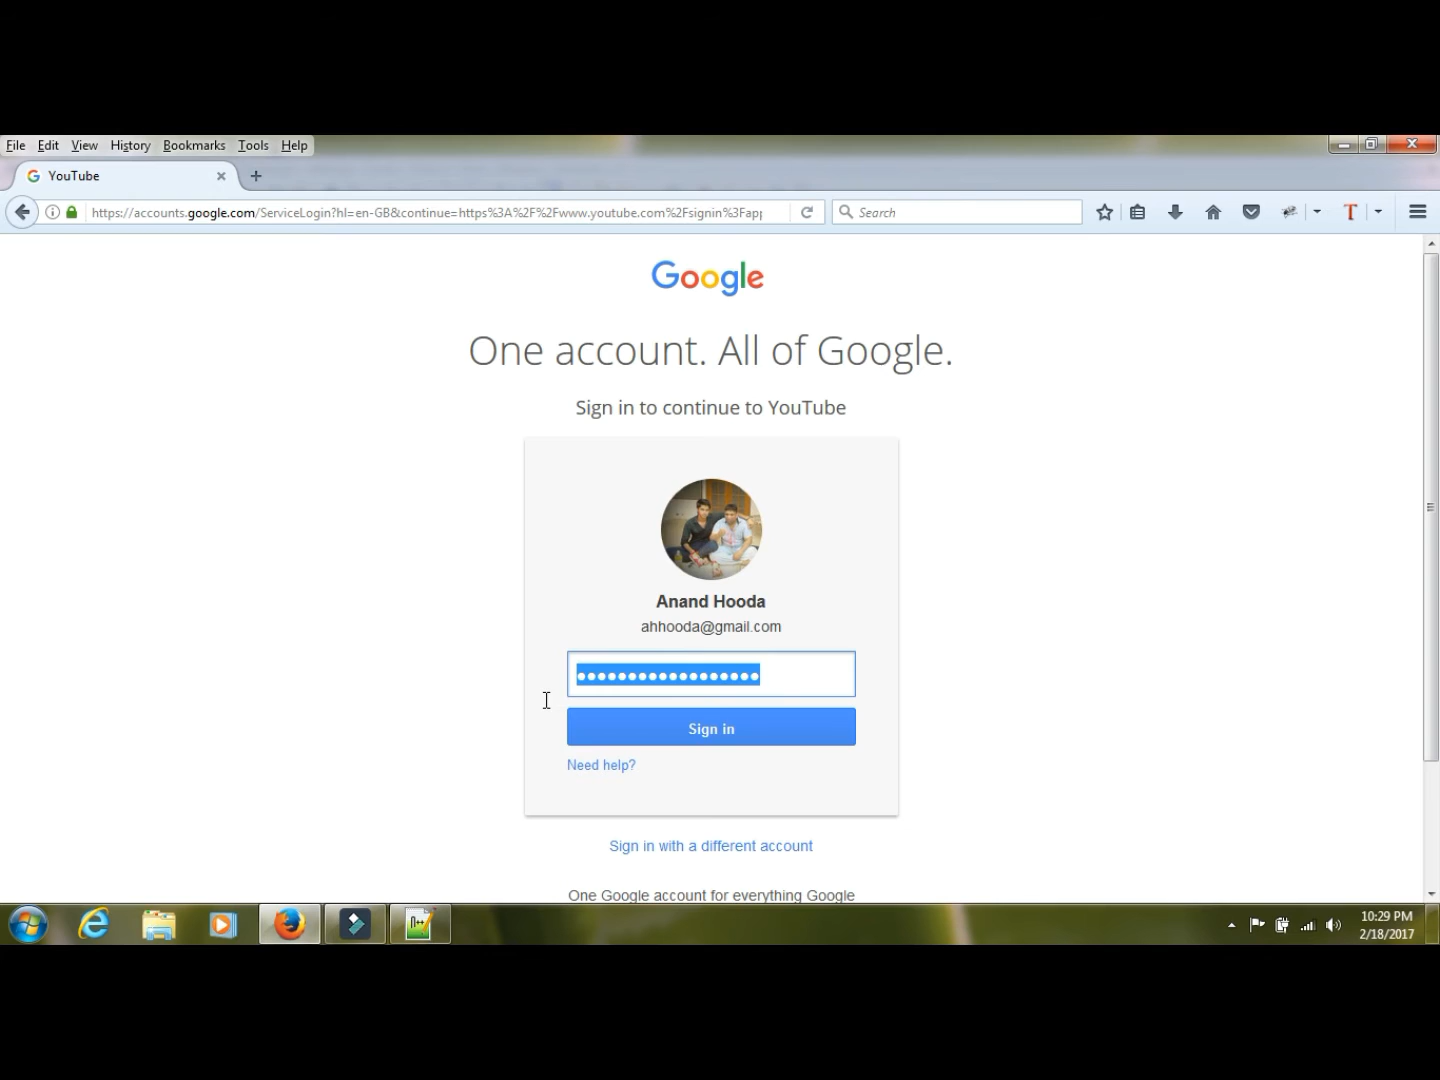 File Edit View History Bookmarks Tools Help
YouTube
https://accounts.google.com/ServiceLogin?hl=en-GB&continue=https%3A%2F%2Fwww.youtube.com%2Fsignin%3Fapp
Search
T
Google
One account. All of Google.
Sign in to continue to YouTube
Anand Hooda
ahhooda@gmail.com
••••••••••••••••••
Sign in
Need help?
Sign in with a different account
One Google account for everything Google
10:29 PM
2/18/2017